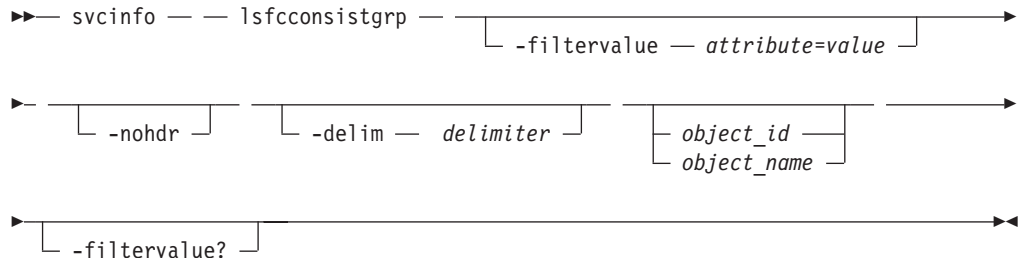 svcinfo lsfcconsistgrp
-filtervalue attribute=value
-nohdr -delim delimiter object_id
object_name
-filtervalue?